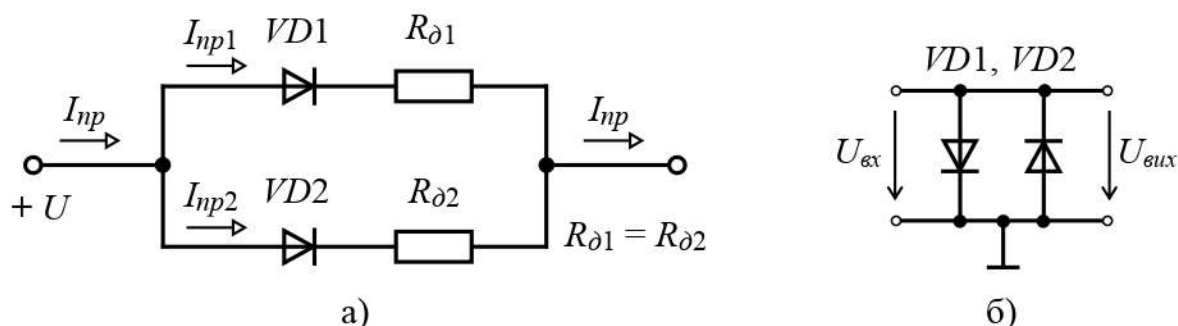 Iпр1 VD1 Rд1
Iпр
+ U
Iпр2 VD2 Rд2
Iпр
Rд1 = Rд2
а)
VD1, VD2
Uвх
Uвих
б)